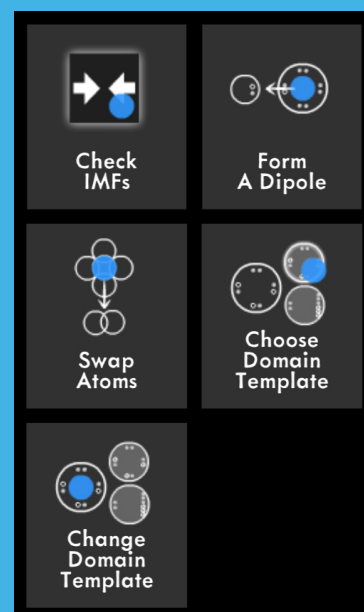 Check
IMFs
Form
A Dipole
Swap
Atoms
Choose
Domain
Template
Change
Domain
Template